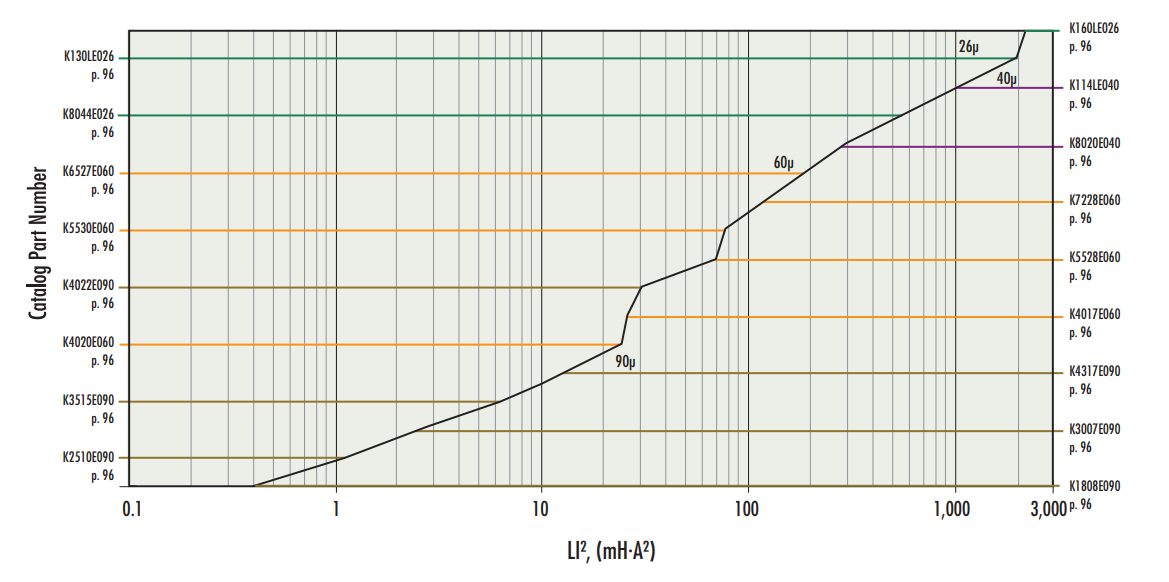 K160LE026
p. 96
26µ
K130LE026
p. 96
40µ
K114LE040
p. 96
K8044E026
p. 96
K8020E040
p. 96
60µ
K6527E060
p. 96
K7228E060
p. 96
K5530E060
p. 96
K5528E060
p. 96
K4022E090
p. 96
K4017E060
p. 96
K4020E060
p. 96
90µ
K4317E090
p. 96
K3515E090
p. 96
K3007E090
p. 96
K2510E090
p. 96
K1808E090
p. 96
Catalog Part Number
0.1 1 10 100 1,000 3,000
LI², (mH·A²)